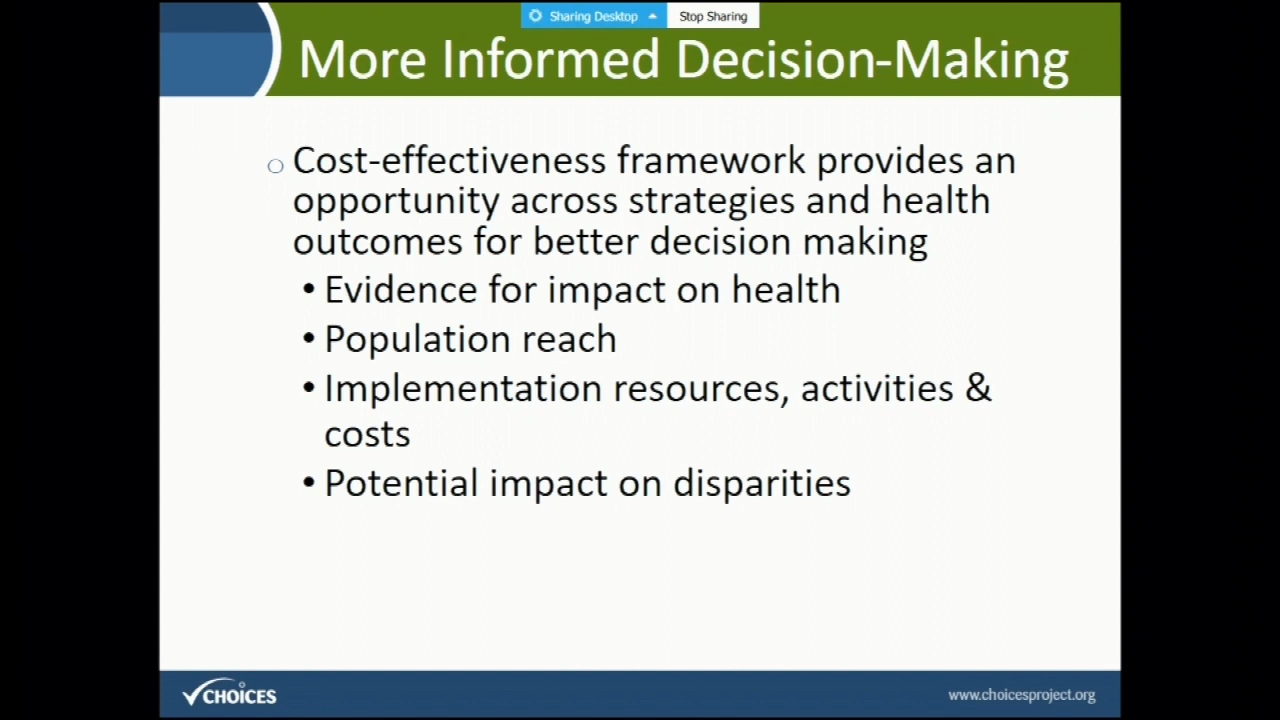 Sharing Desktop Stop Sharing
More Informed Decision-Making
Cost-effectiveness framework provides an
opportunity across strategies and health
outcomes for better decision making
• Evidence for impact on health
• Population reach
• Implementation resources, activities &
costs
• Potential impact on disparities
CHOICES www.choicesproject.org